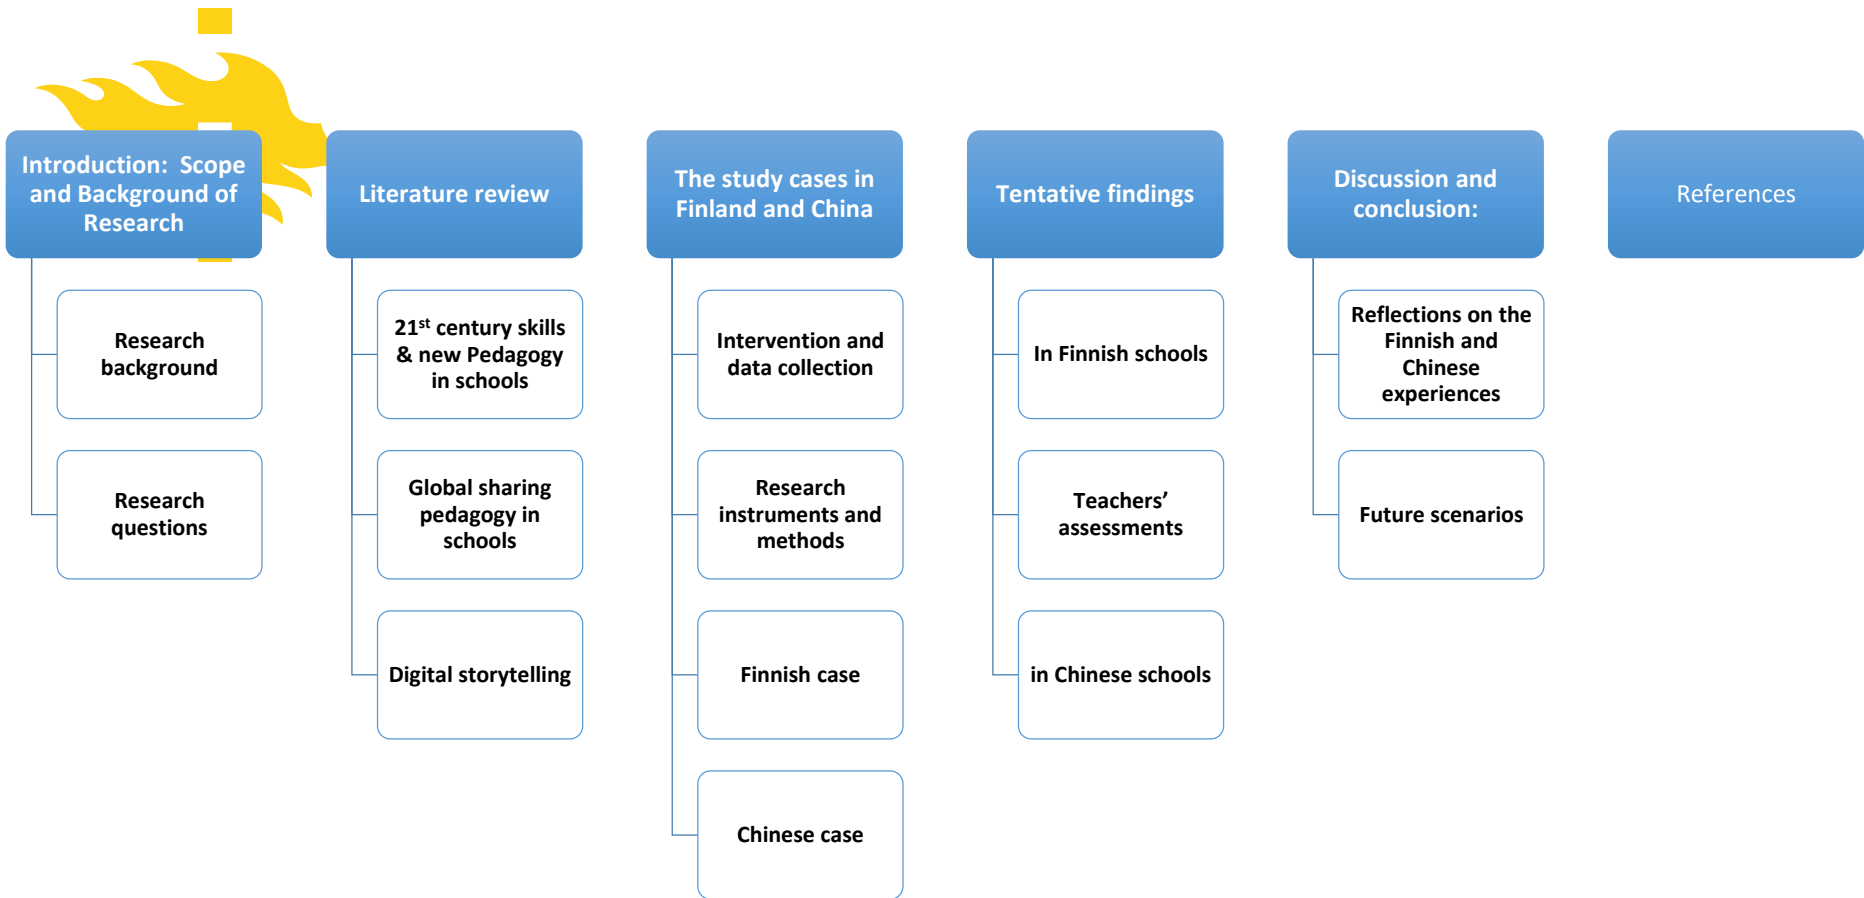 Introduction: Scope
and Background of
Research
Research
background
Research
questions
Literature review
21st century skills
& new Pedagogy
in schools
Global sharing
pedagogy in
schools
Digital storytelling
The study cases in
Finland and China
Intervention and
data collection
Research
instruments and
methods
Finnish case
Chinese case
Tentative findings
In Finnish schools
Teachers’
assessments
in Chinese schools
Discussion and
conclusion:
Reflections on the
Finnish and
Chinese
experiences
Future scenarios
References